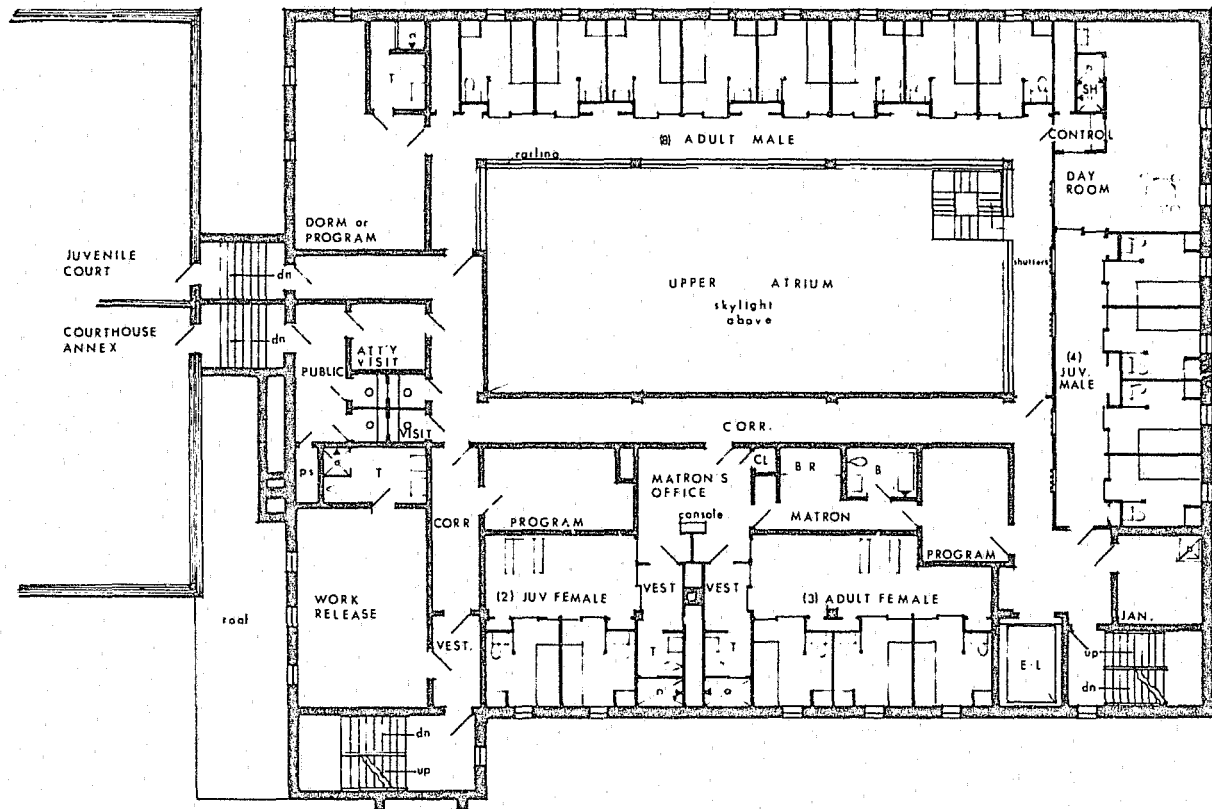 T
SH
CONTROL
(8) ADULT MALE
railing
DAY
ROOM
DORM or
PROGRAM
JUVENILE
COURT
dn
shutters
UPPER ATRIUM
skylight
above
COURTHOUSE
ANNEX
dn
ATT'Y
VISIT
PUBLIC
(4)
JUV.
MALE
VISIT
CORR.
ps
T
CL
BR
B
MATRON'S
OFFICE
console
CORR
PROGRAM
MATRON
PROGRAM
WORK
RELEASE
(2) JUV FEMALE
VEST
VEST
(3) ADULT FEMALE
roof
JAN.
VEST.
T
T
EL
up
dn
dn
up